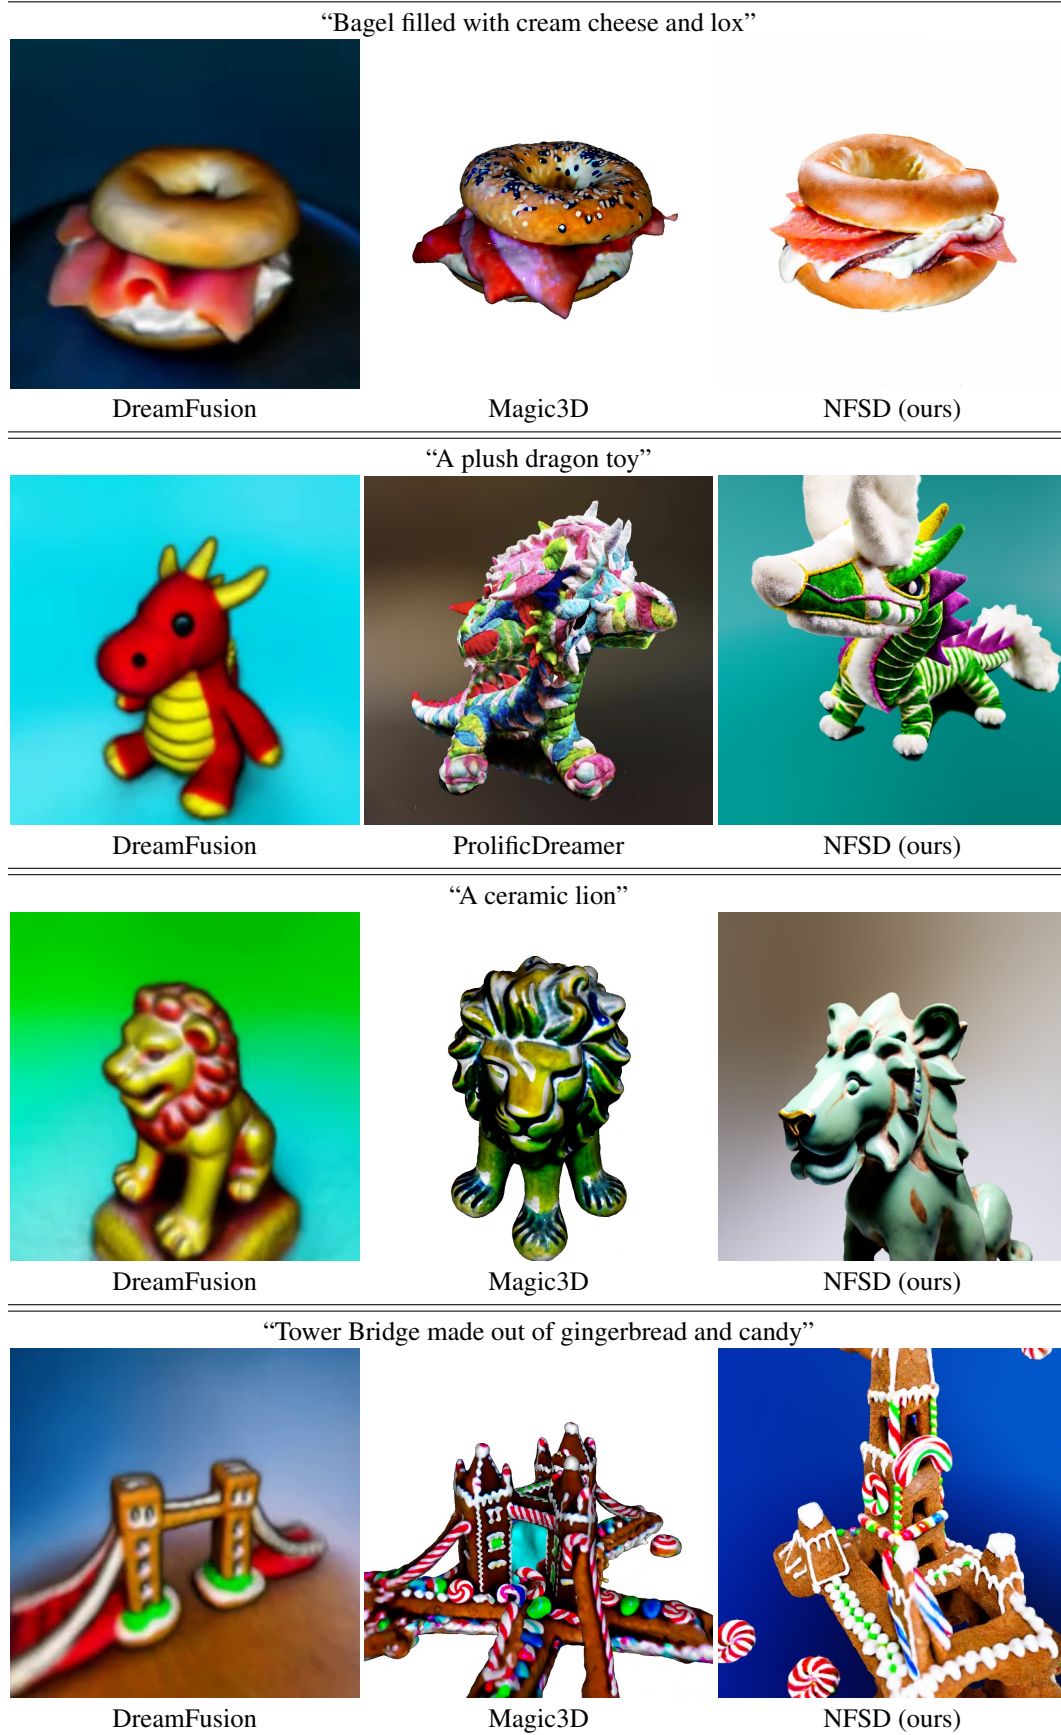 “Bagel filled with cream cheese and lox”
DreamFusion
Magic3D
NFSD (ours)
“A plush dragon toy”
DreamFusion
ProlificDreamer
NFSD (ours)
“A ceramic lion”
DreamFusion
Magic3D
NFSD (ours)
“Tower Bridge made out of gingerbread and candy”
DreamFusion
Magic3D
NFSD (ours)